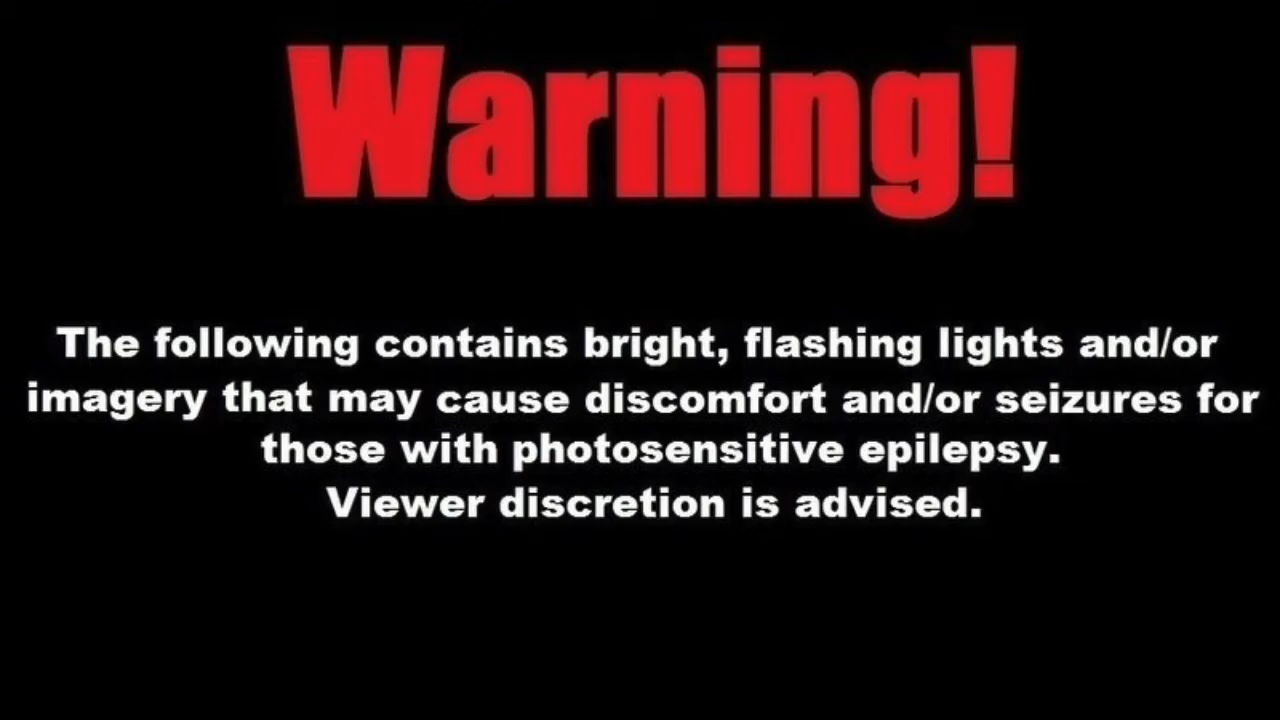 Warning!
The following contains bright, flashing lights and/or
imagery that may cause discomfort and/or seizures for
those with photosensitive epilepsy.
Viewer discretion is advised.